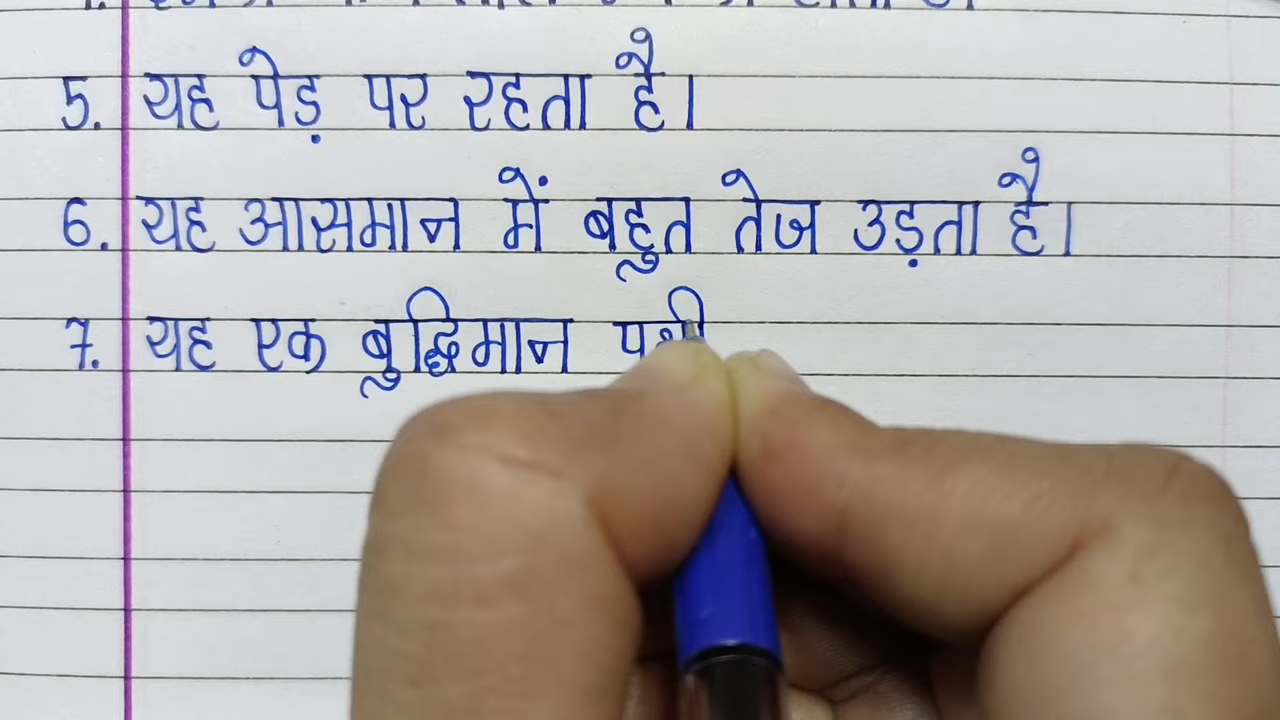 5. यह पेड़ पर रहता है।
6. यह आसमान में बहुत तेज उड़ता है।
7. यह एक बुद्धिमान